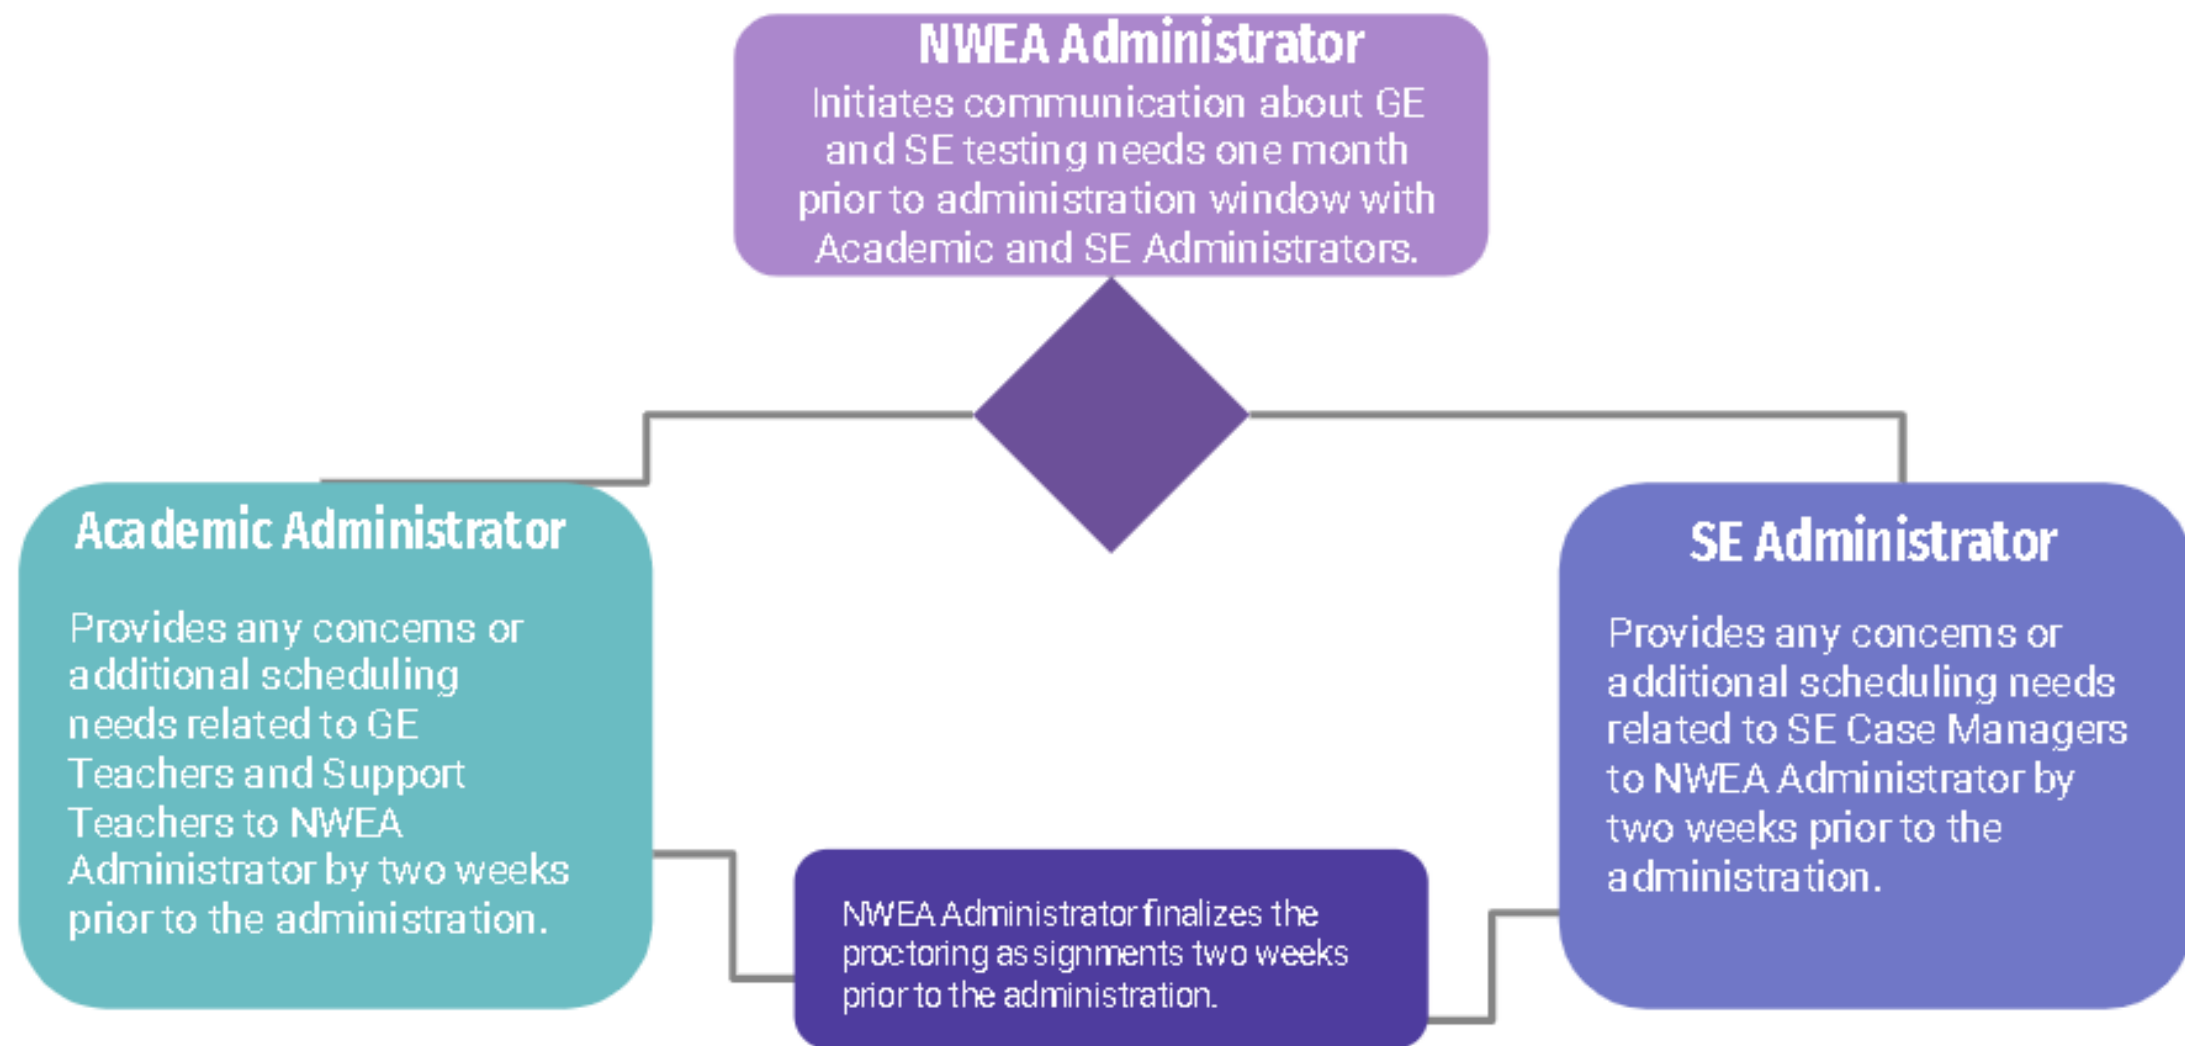 NWEA Administrator
Initiates communication about GE
and SE testing needs one month
prior to administration window with
Academic and SE Administrators.
Academic Administrator
Provides any concerns or
additional scheduling
needs related to GE
Teachers and Support
Teachers to NWEA
Administrator by two weeks
prior to the administration.
SE Administrator
Provides any concerns or
additional scheduling needs
related to SE Case Managers
to NWEA Administrator by
two weeks prior to the
administration.
NWEA Administrator finalizes the
proctoring assignments two weeks
prior to the administration.